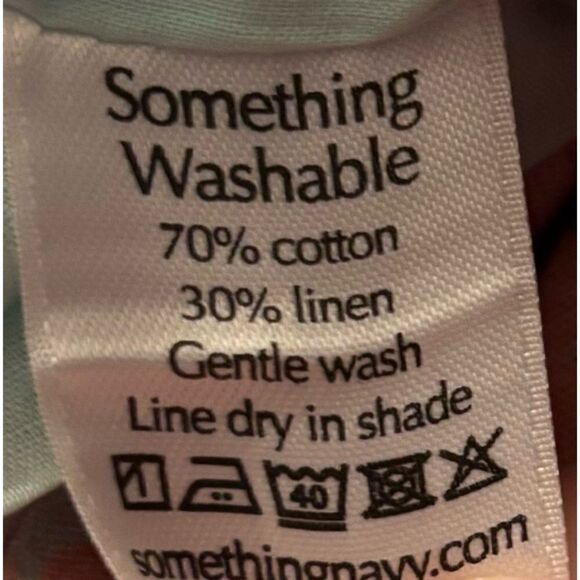 Something
Washable
70% cotton
30% linen
Gentle wash
Line dry in shade
40
somethingnavy.com